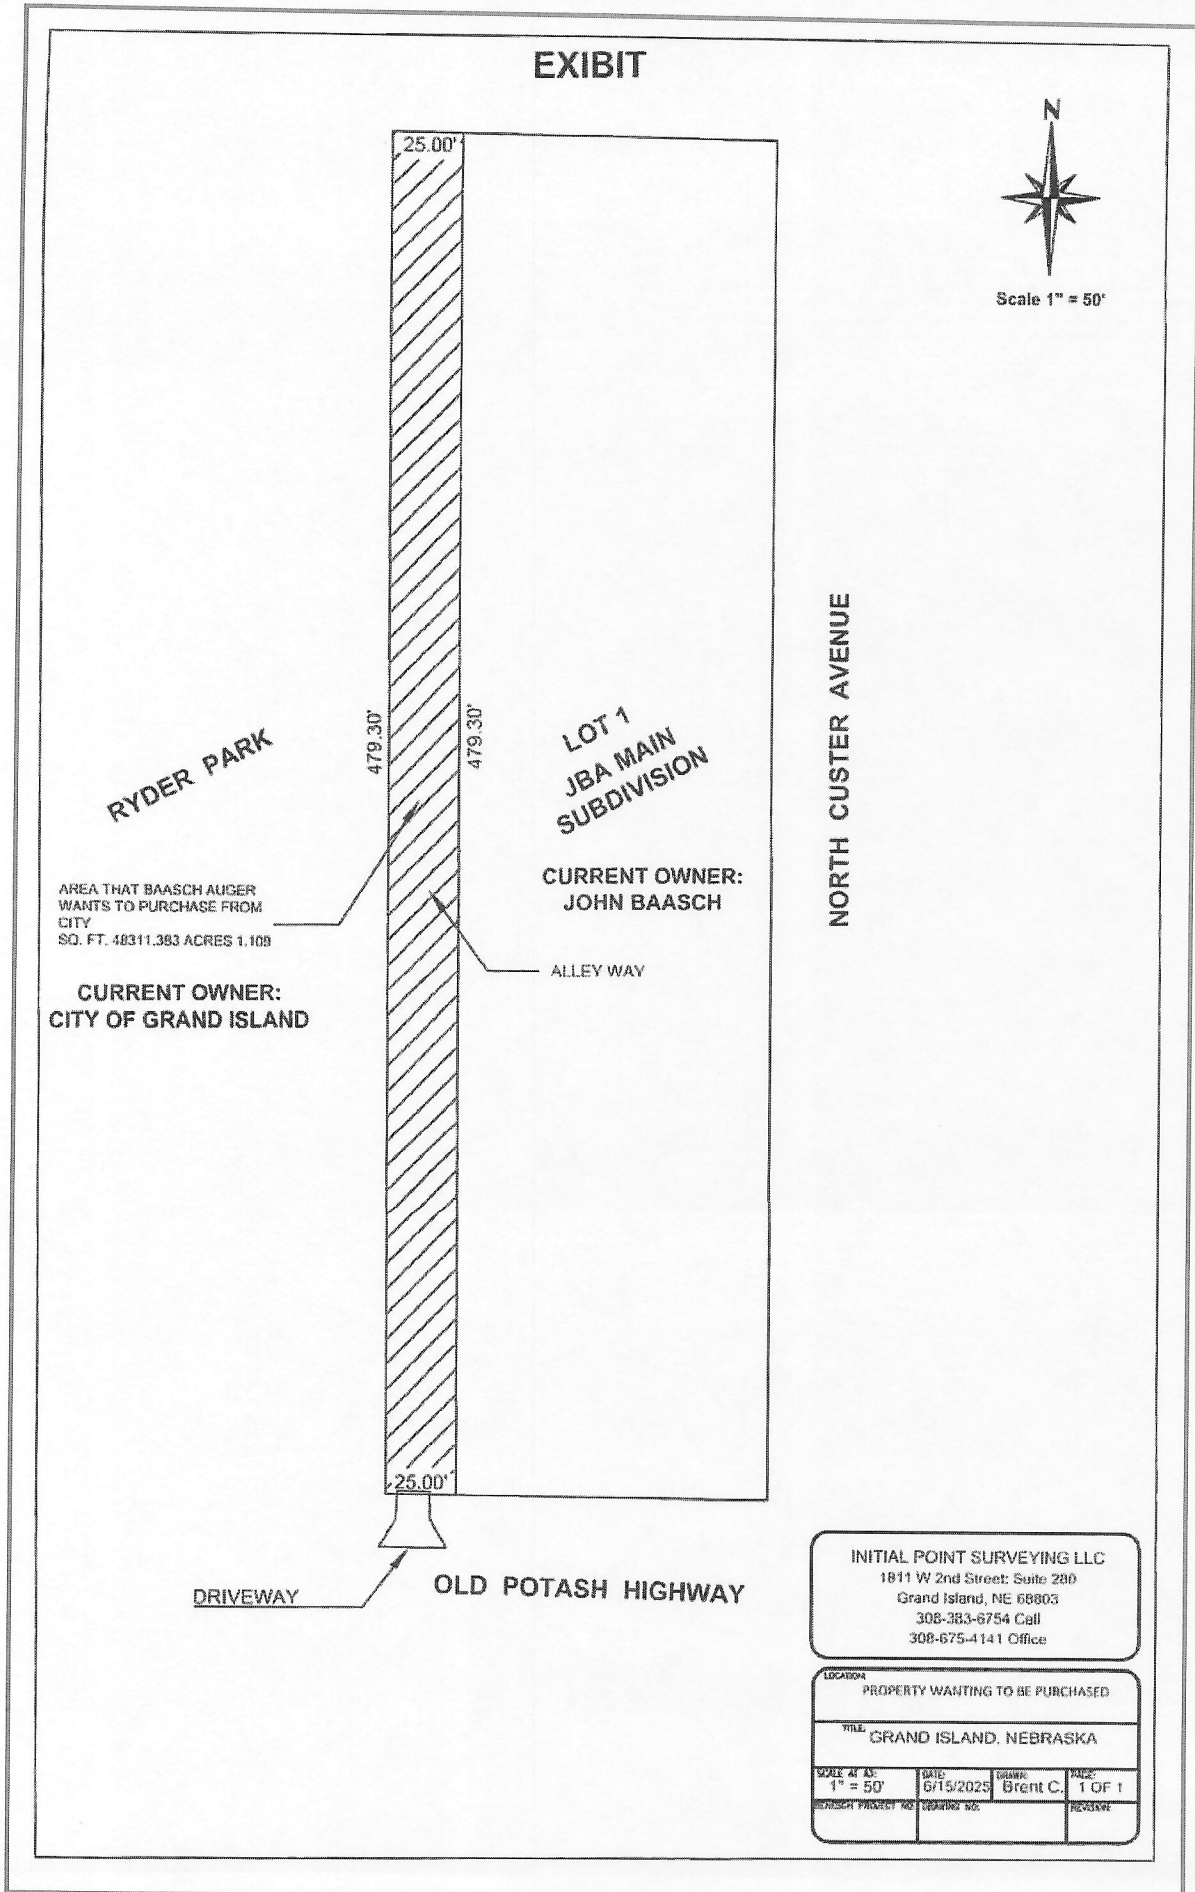 EXIBIT
N
Scale 1" = 50'
25.00'
479.30'
479.30'
RYDER PARK
LOT 1
JBA MAIN
SUBDIVISION
NORTH CUSTER AVENUE
AREA THAT BAASCH AUGER
WANTS TO PURCHASE FROM
CITY
SQ. FT. 48311.383 ACRES 1.109
CURRENT OWNER:
JOHN BAASCH
ALLEY WAY
CURRENT OWNER:
CITY OF GRAND ISLAND
25.00'
DRIVEWAY
OLD POTASH HIGHWAY
INITIAL POINT SURVEYING LLC
1811 W 2nd Street; Suite 280
Grand Island, NE 68803
308-383-6754 Cell
308-675-4141 Office
LOCATION:
PROPERTY WANTING TO BE PURCHASED
TITLE:
GRAND ISLAND, NEBRASKA
SCALE AT A3: DATE: DRAWN: PAGE:
1" = 50' 6/15/2025 Brent C. 1 OF 1
PROJECT NO: DRAWING NO: REVISION: